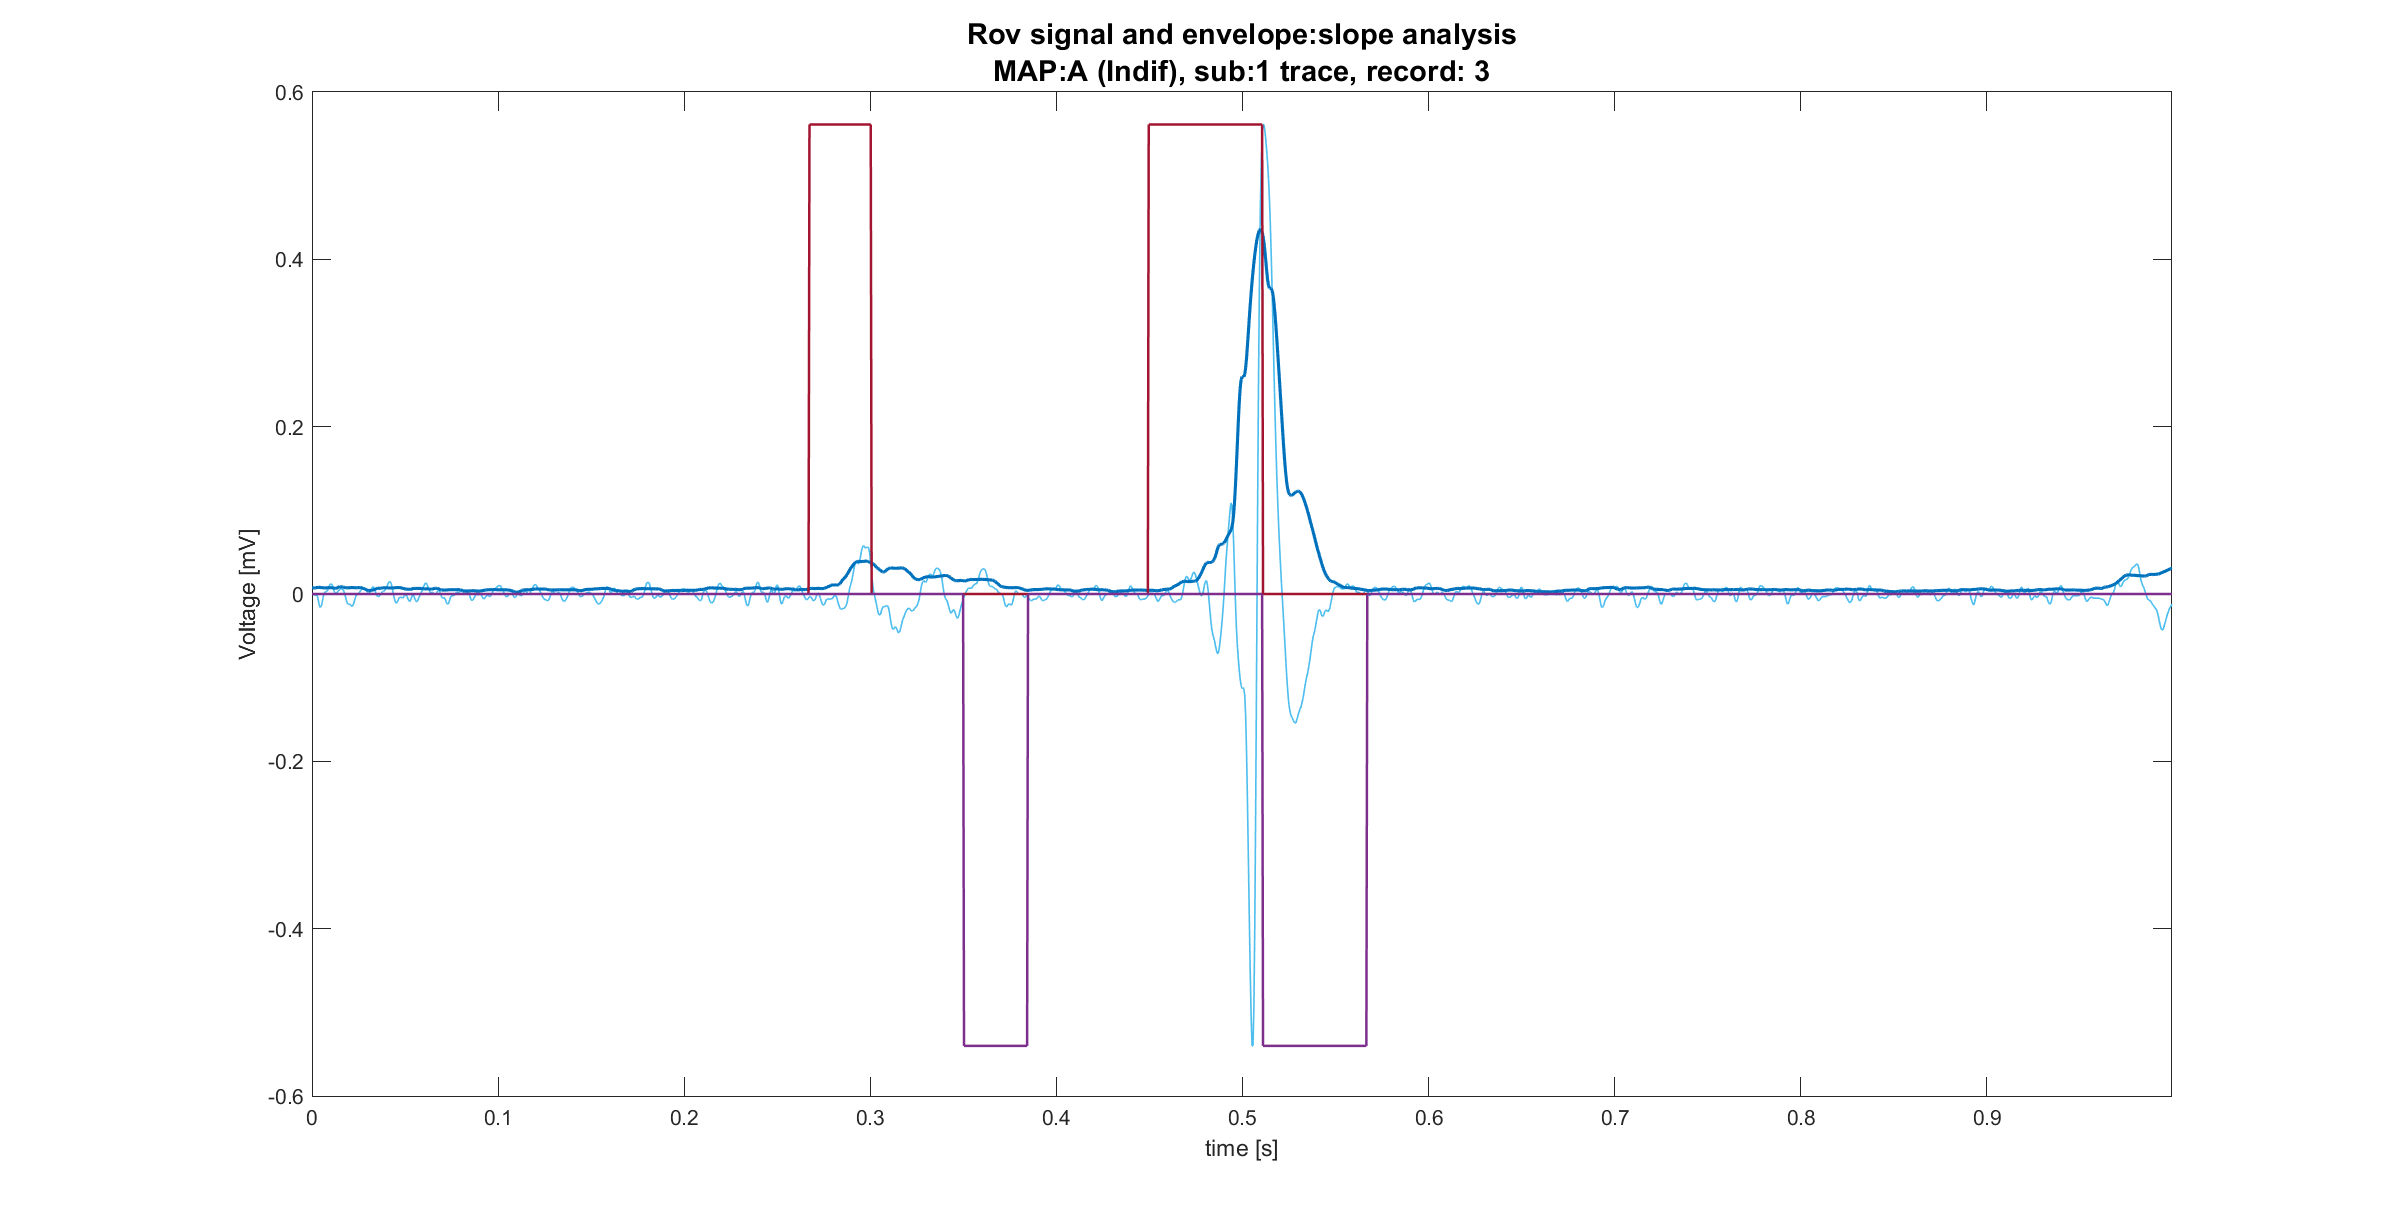 Rov signal and envelope:slope analysis
MAP:A (Indif), sub:1 trace, record: 3
0.6
0.4
0.2
0
-0.2
-0.4
-0.6
Voltage [mV]
0 0.1 0.2 0.3 0.4 0.5 0.6 0.7 0.8 0.9
time [s]